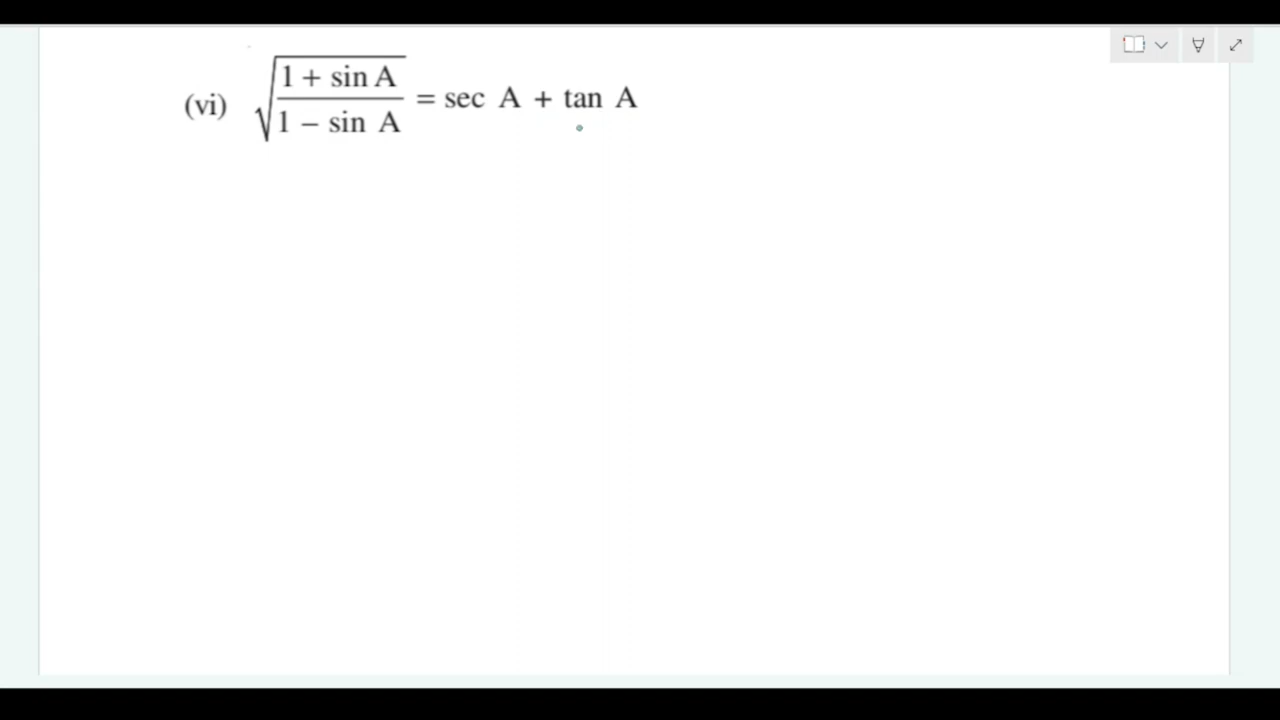 (vi) √((1 + sin A)/(1 – sin A)) = sec A + tan A